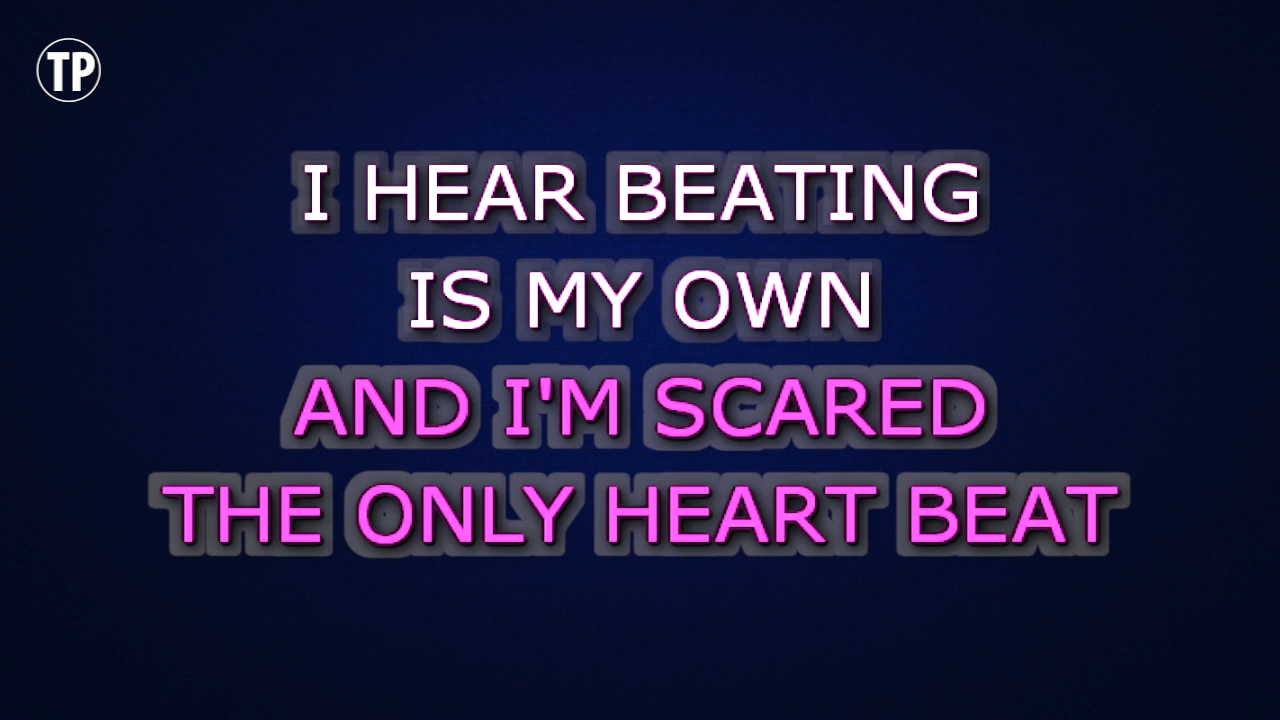 TP
I HEAR BEATING
IS MY OWN
AND I'M SCARED
THE ONLY HEART BEAT